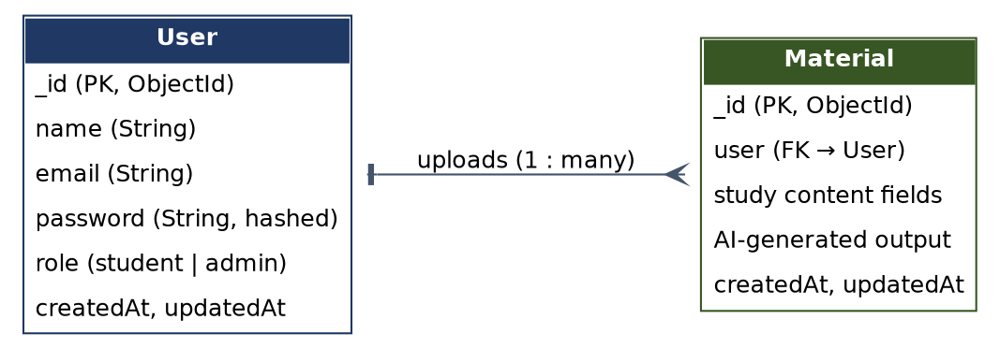 User
_id (PK, ObjectId)
name (String)
email (String)
password (String, hashed)
role (student | admin)
createdAt, updatedAt
uploads (1 : many)
Material
_id (PK, ObjectId)
user (FK → User)
study content fields
AI-generated output
createdAt, updatedAt